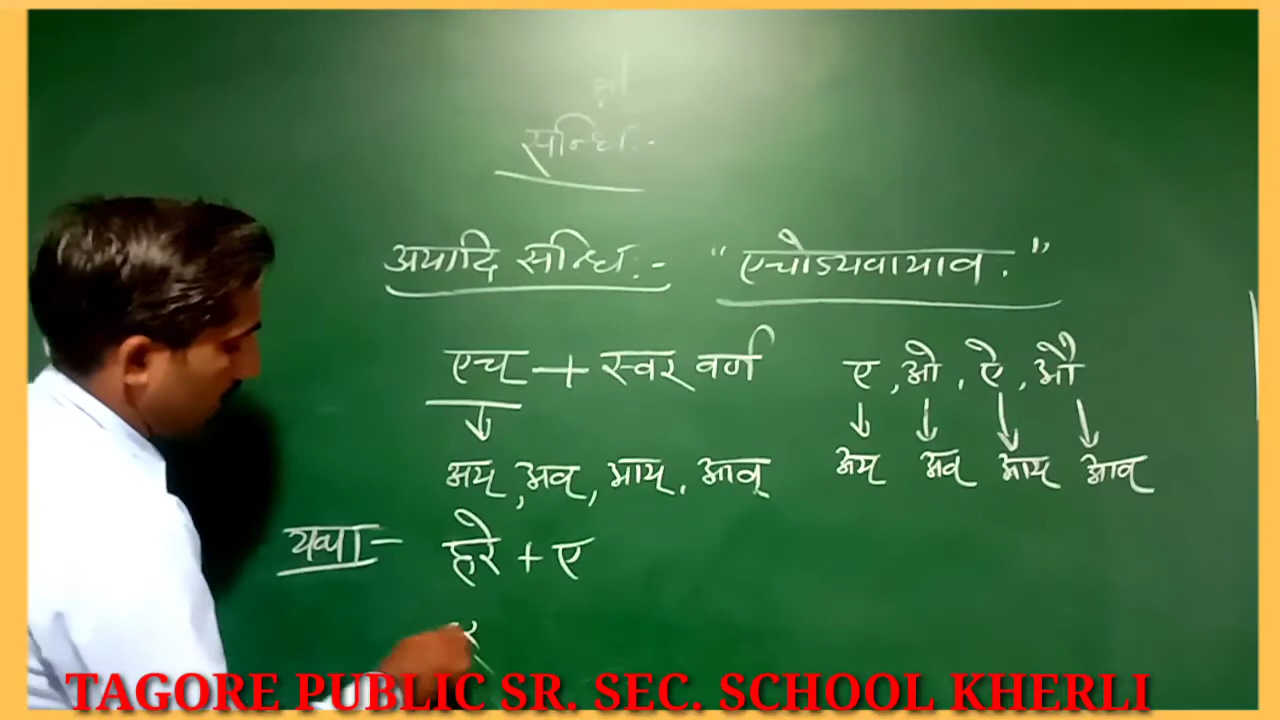 सन्धिः-
अयादि सन्धिः- "एचोऽयवायाव."
एच् + स्वर वर्ण ए, ओ, ऐ, औ
अय्, अव्, आय्, आव् अय् अव् आय् आव्
यथा- हरे + ए
TAGORE PUBLIC SR. SEC. SCHOOL KHERLI